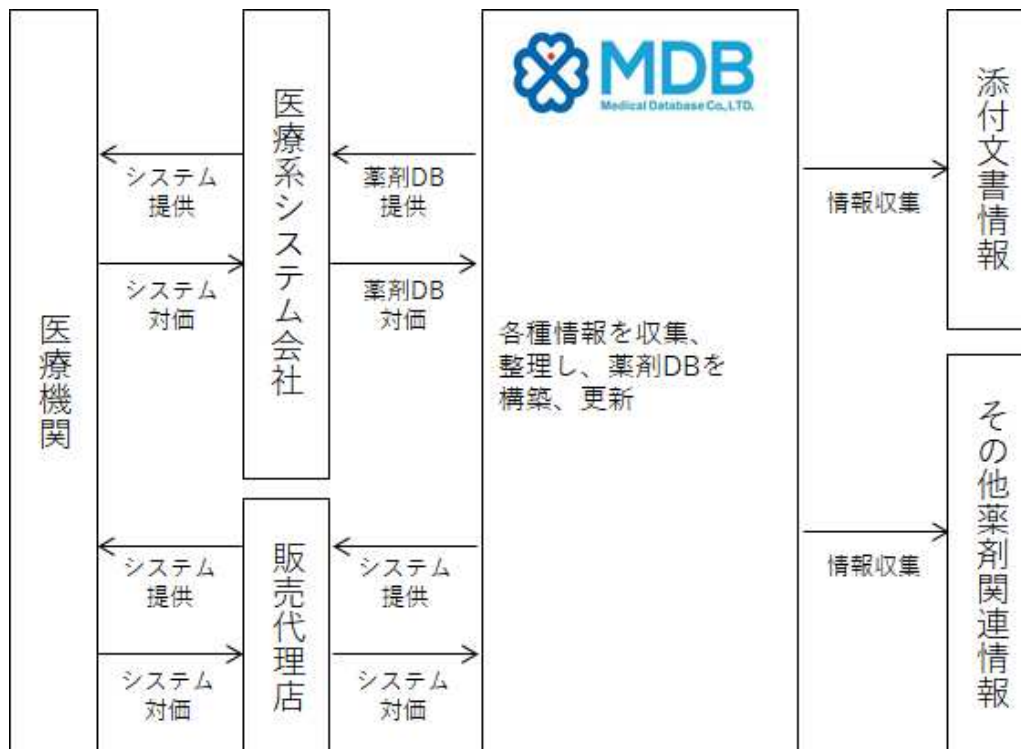 医療機関
システム
提供
システム
対価
システム
提供
システム
対価
医療系システム会社
販売代理店
薬剤DB
提供
薬剤DB
対価
システム
提供
システム
対価
MDB
Medical Database Co.,LTD.
各種情報を収集、
整理し、薬剤DBを
構築、更新
情報収集
情報収集
添付文書情報
その他薬剤関連情報